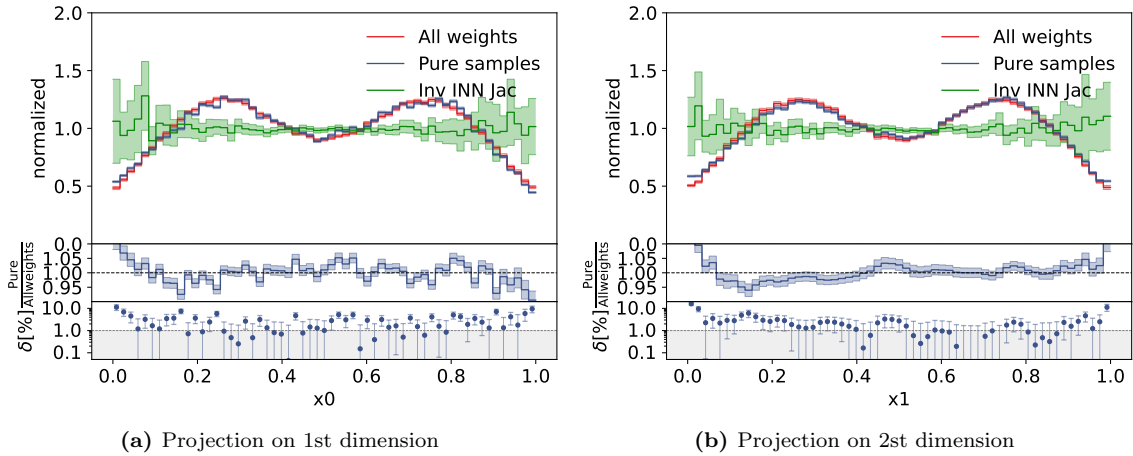 2.0
1.5
1.0
0.5
0.0
normalized
All weights
Pure samples
Inv INN Jac
1.05
1.00
0.95
Pure
Allweights
10.0
1.0
0.1
δ[%]
0.0 0.2 0.4 0.6 0.8 1.0
x0
(a) Projection on 1st dimension
2.0
1.5
1.0
0.5
0.0
normalized
All weights
Pure samples
Inv INN Jac
1.05
1.00
0.95
Pure
Allweights
10.0
1.0
0.1
δ[%]
0.0 0.2 0.4 0.6 0.8 1.0
x1
(b) Projection on 2st dimension